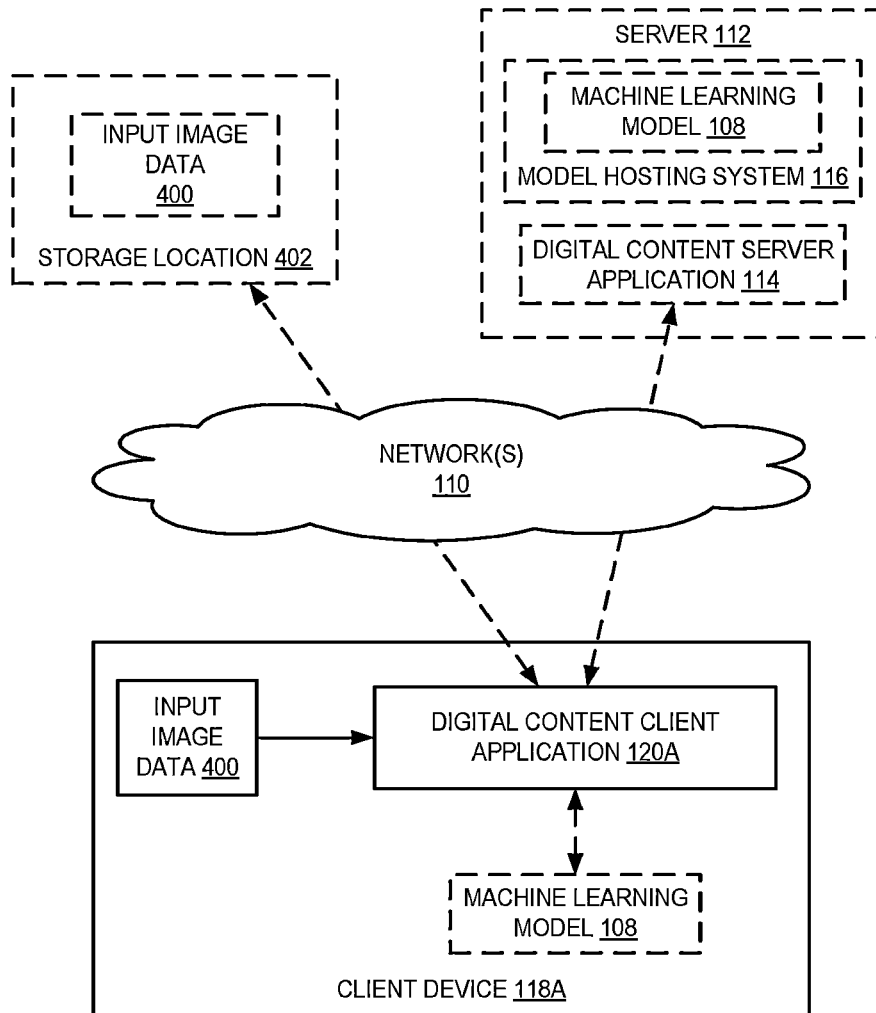 SERVER 112
MACHINE LEARNING
MODEL 108
MODEL HOSTING SYSTEM 116
DIGITAL CONTENT SERVER
APPLICATION 114
INPUT IMAGE
DATA
400
STORAGE LOCATION 402
NETWORK(S)
110
INPUT
IMAGE
DATA 400
DIGITAL CONTENT CLIENT
APPLICATION 120A
MACHINE LEARNING
MODEL 108
CLIENT DEVICE 118A